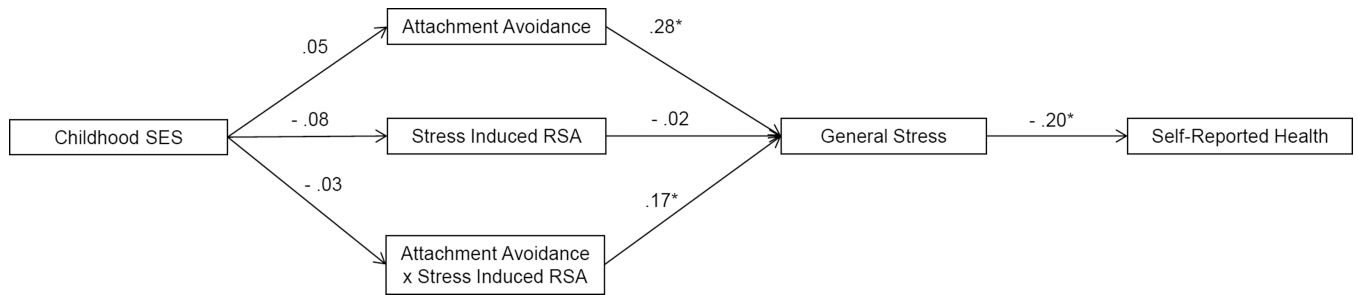 Attachment Avoidance
.05
.28*
Childhood SES
- .08
Stress Induced RSA
- .02
General Stress
- .20*
Self-Reported Health
- .03
.17*
Attachment Avoidance
x Stress Induced RSA